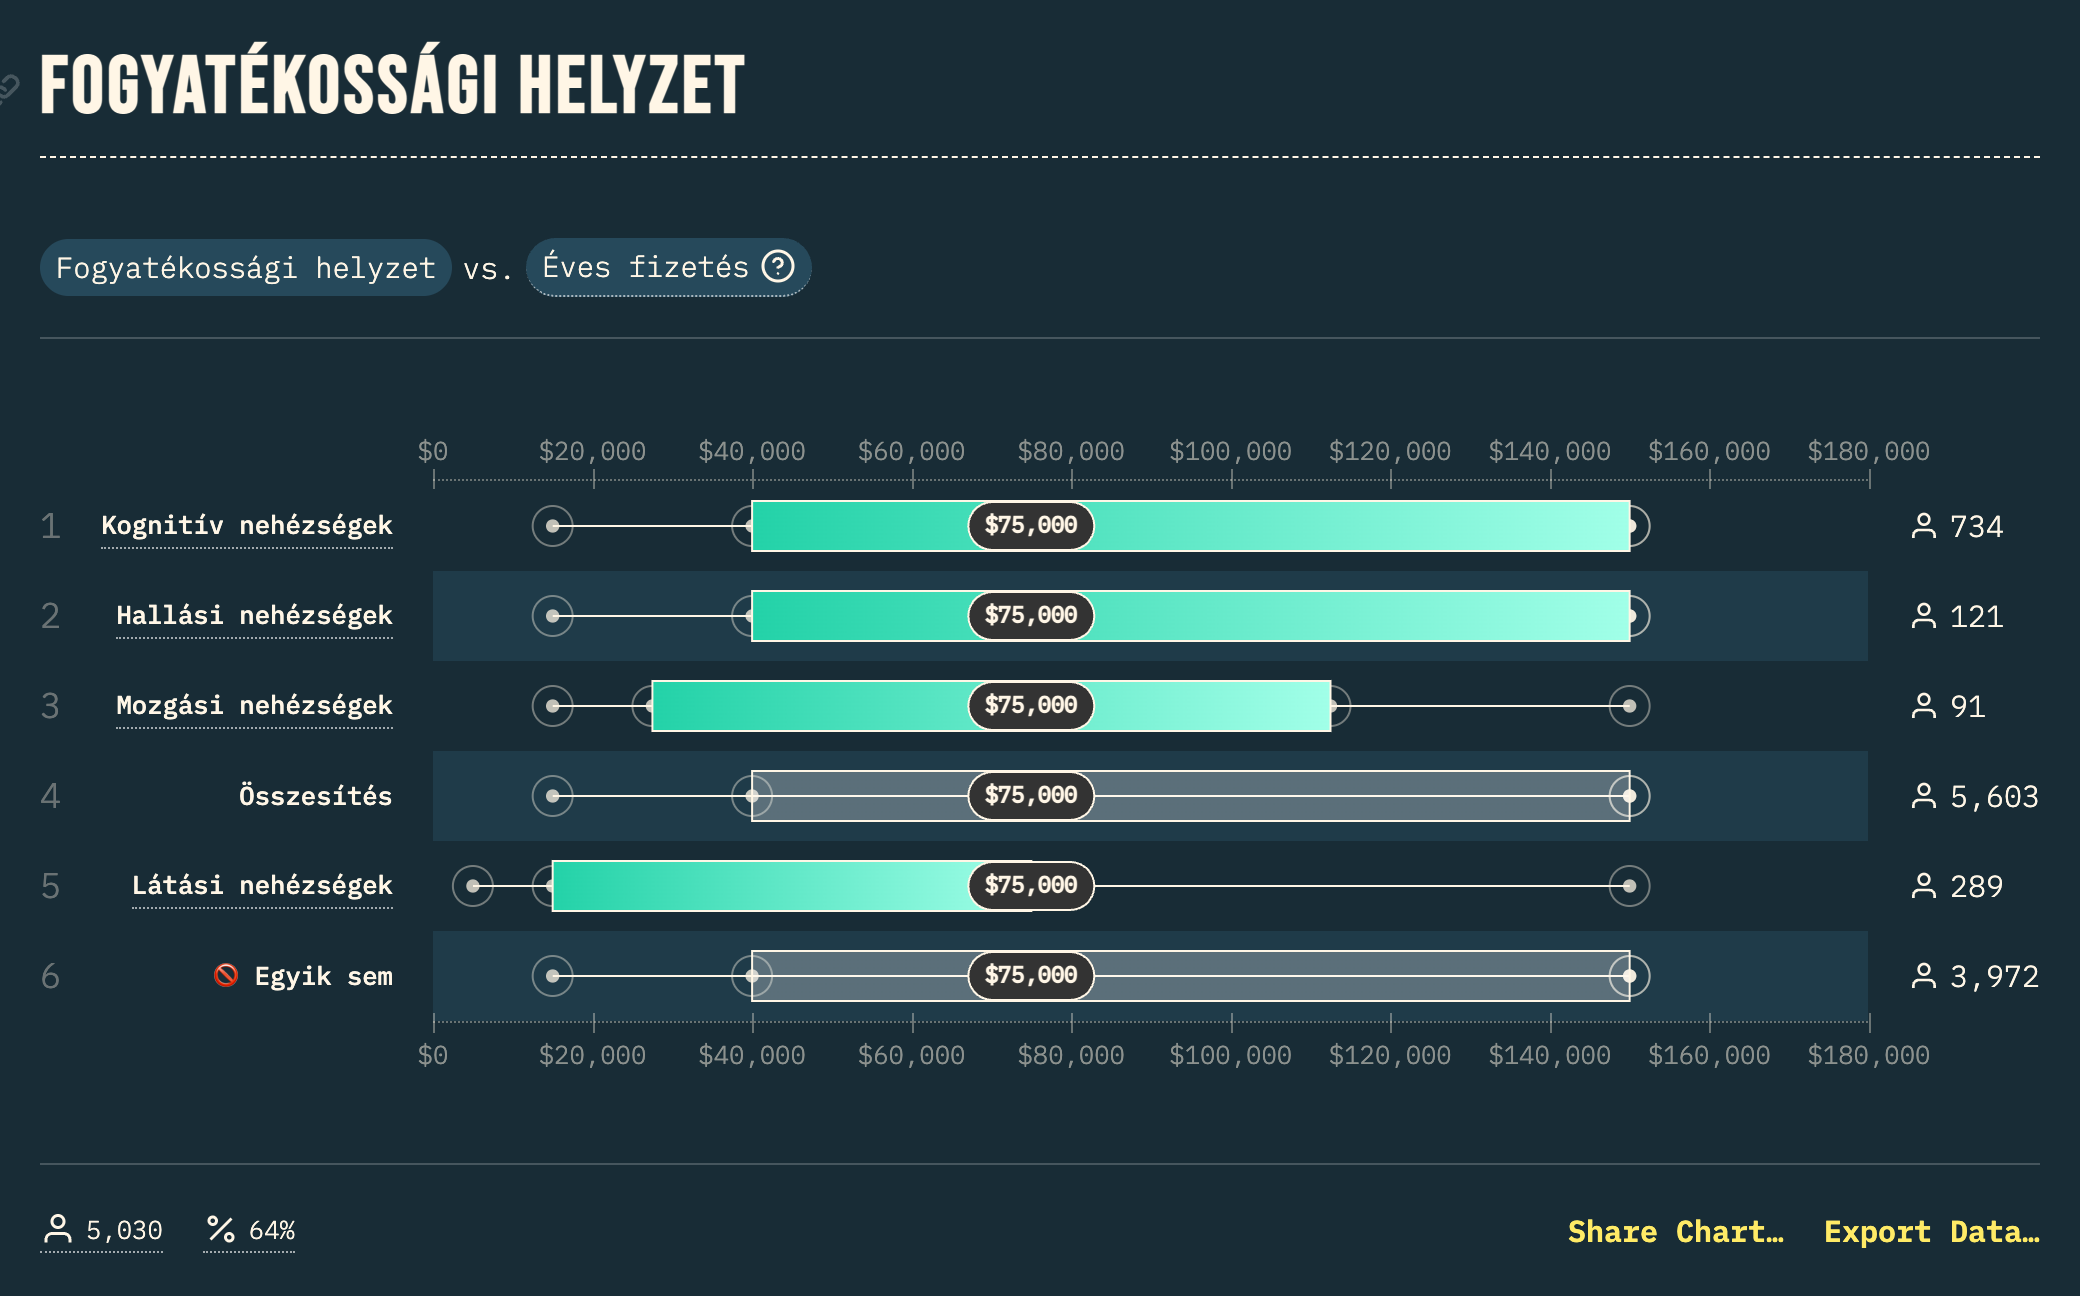 FOGYATÉKOSSÁGI HELYZET
Fogyatékossági helyzet vs. Éves fizetés ?
$0 $20,000 $40,000 $60,000 $80,000 $100,000 $120,000 $140,000 $160,000 $180,000
1 Kognitív nehézségek $75,000 734
2 Hallási nehézségek $75,000 121
3 Mozgási nehézségek $75,000 91
4 Összesítés $75,000 5,603
5 Látási nehézségek $75,000 289
6 🚫 Egyik sem $75,000 3,972
$0 $20,000 $40,000 $60,000 $80,000 $100,000 $120,000 $140,000 $160,000 $180,000
5,030 % 64% Share Chart… Export Data…